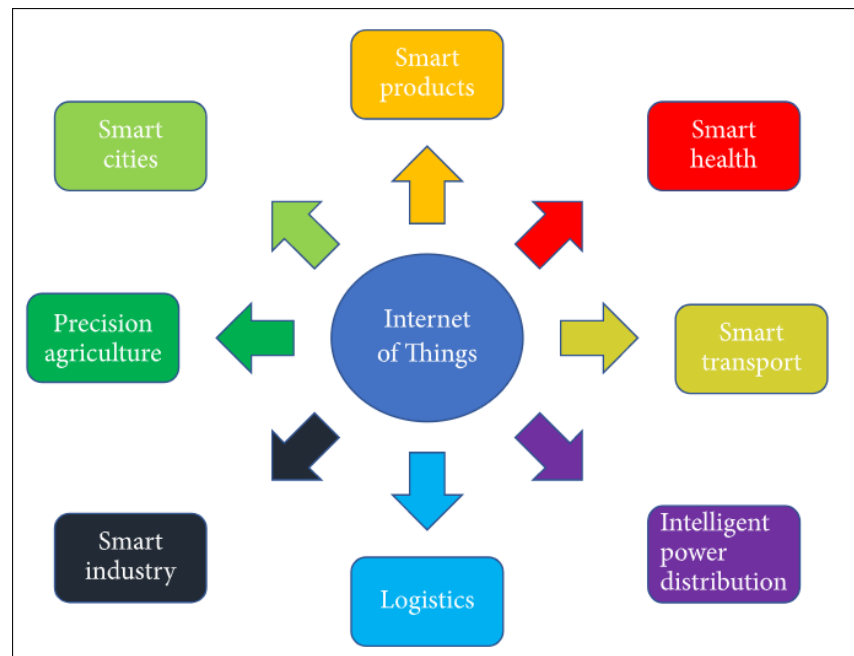 Smart
products
Smart
cities
Smart
health
Internet
of Things
Precision
agriculture
Smart
transport
Smart
industry
Logistics
Intelligent
power
distribution